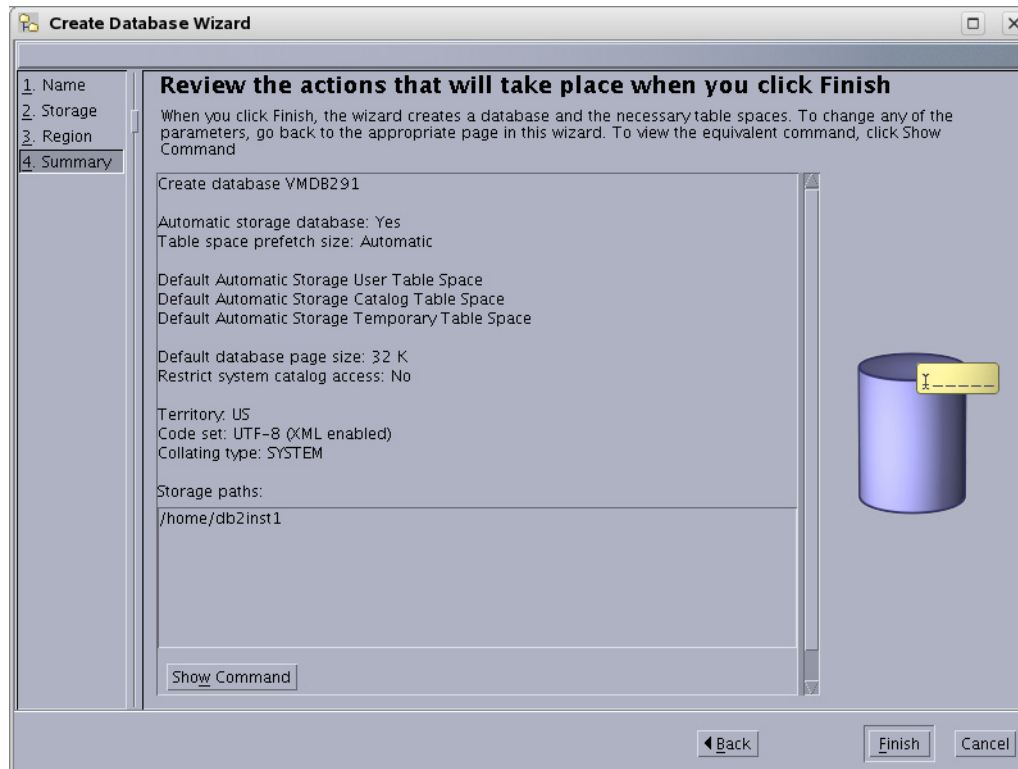 Create Database Wizard
1. Name
2. Storage
3. Region
4. Summary
Review the actions that will take place when you click Finish
When you click Finish, the wizard creates a database and the necessary table spaces. To change any of the
parameters, go back to the appropriate page in this wizard. To view the equivalent command, click Show
Command
Create database VMDB291
Automatic storage database: Yes
Table space prefetch size: Automatic
Default Automatic Storage User Table Space
Default Automatic Storage Catalog Table Space
Default Automatic Storage Temporary Table Space
Default database page size: 32 K
Restrict system catalog access: No
Territory: US
Code set: UTF-8 (XML enabled)
Collating type: SYSTEM
Storage paths:
/home/db2inst1
Show Command
Back
Finish
Cancel